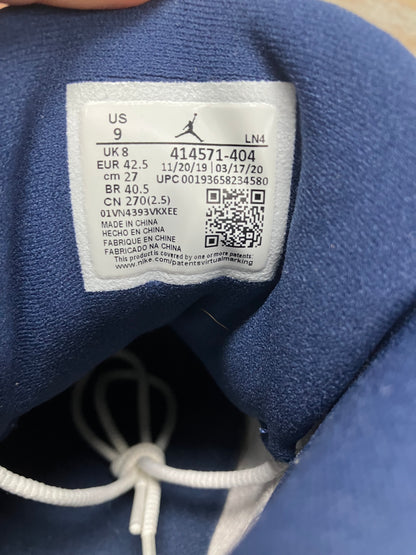 US
9
LN4
UK 8
EUR 42.5
cm 27
BR 40.5
CN 270(2.5)
414571-404
11/20/19 | 03/17/20
UPC 00193658234580
01VN4393VKXEE
MADE IN CHINA
HECHO EN CHINA
FABRIQUE EN CHINE
FABRICADO NA CHINA
This product is covered by one or more patents:
www.nike.com/patentsvirtualmarking